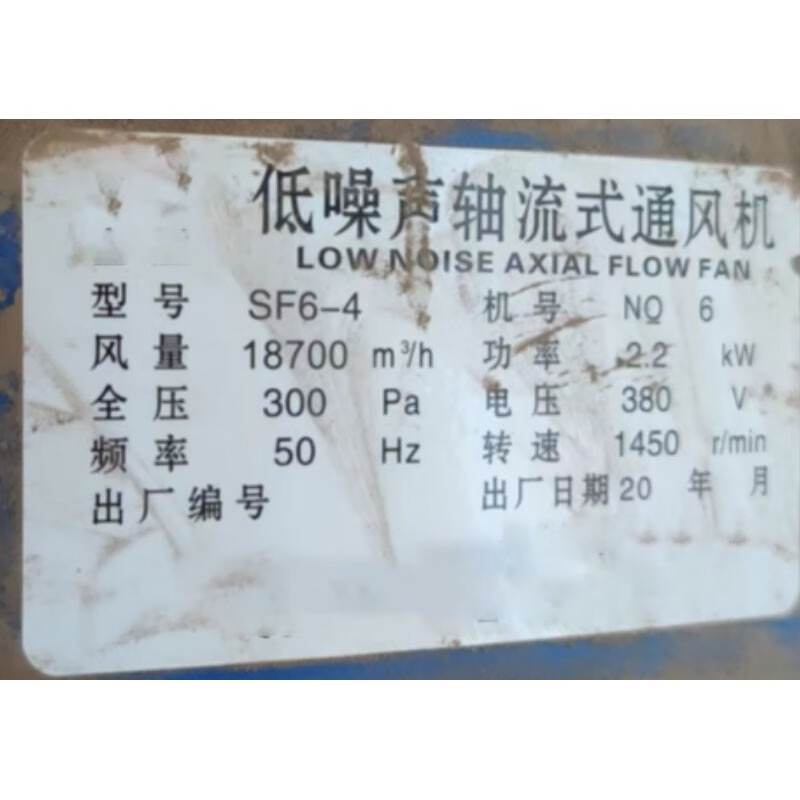 低噪声轴流式通风机
LOW NOISE AXIAL FLOW FAN
型号 SF6-4 机号 NO 6
风量 18700 m³/h 功率 2.2 kW
全压 300 Pa 电压 380 V
频率 50 Hz 转速 1450 r/min
出厂编号 出厂日期 20 年 月